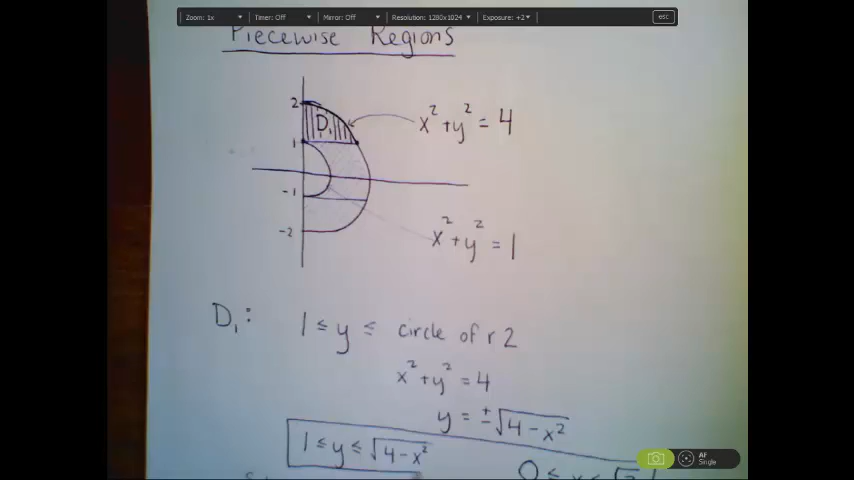 Zoom: 1x Timer: Off Mirror: Off Resolution: 1280x1024 Exposure: +2 esc
Piecewise Regions
2
D₁
x² + y² = 4
1
-1
-2
x² + y² = 1
D₁: 1 ≤ y ≤ circle of r 2
x² + y² = 4
y = ±√4 - x²
1 ≤ y ≤ √4 - x²
AF
Single